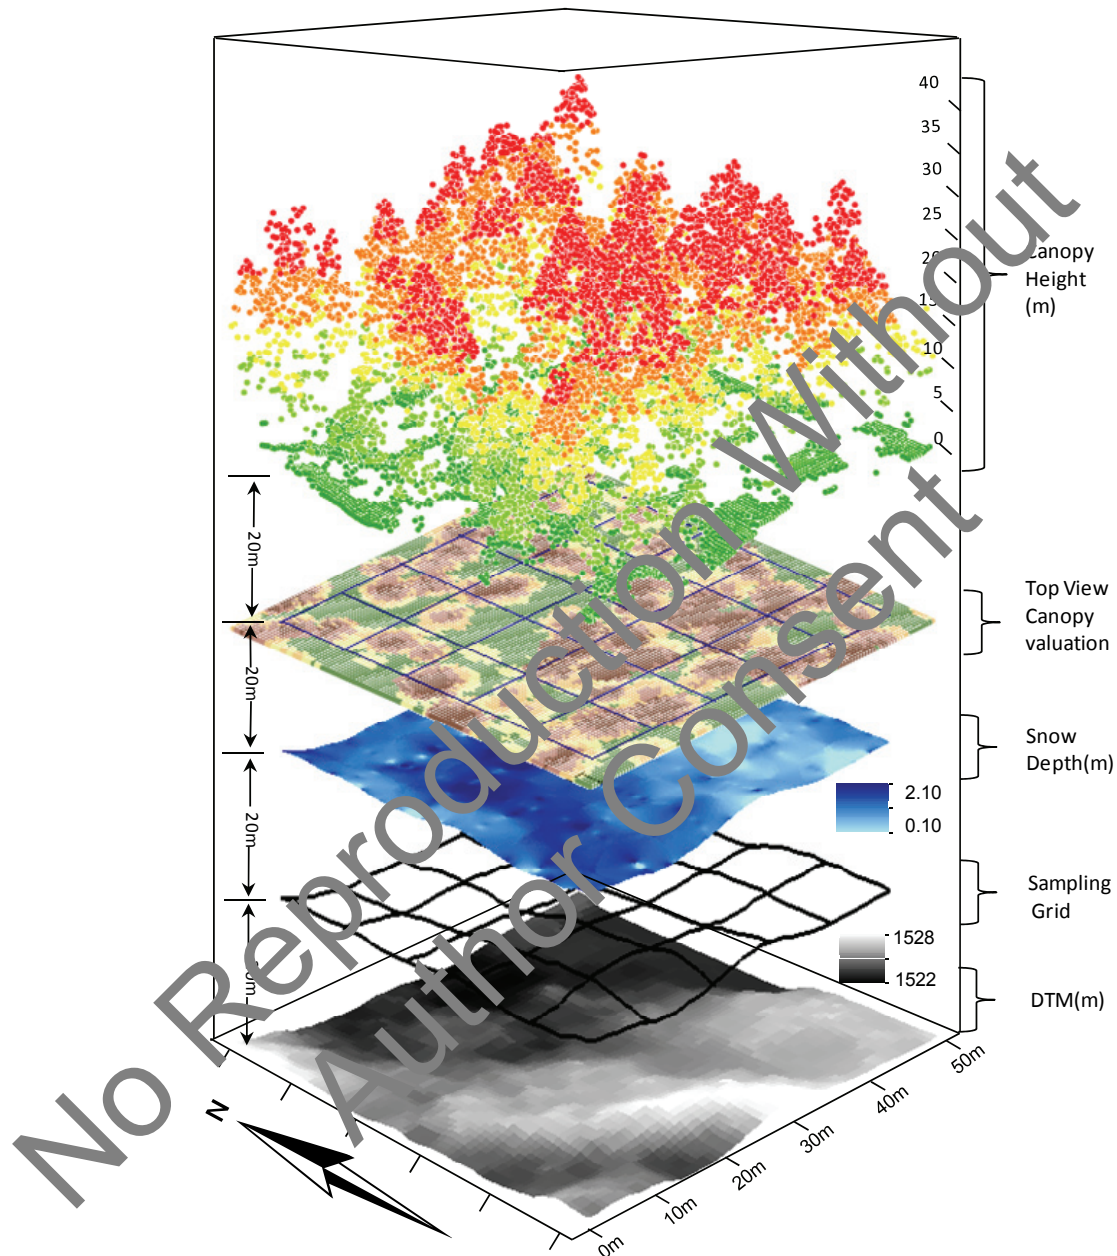 40
35
30
25
20
15
10
5
0
Canopy
Height
(m)
20m
20m
20m
Top View
Canopy
valuation
Snow
Depth(m)
2.10
0.10
Sampling
Grid
1528
1522
DTM(m)
N
0m
10m
20m
30m
40m
50m
No Reproduction Without
Author Consent